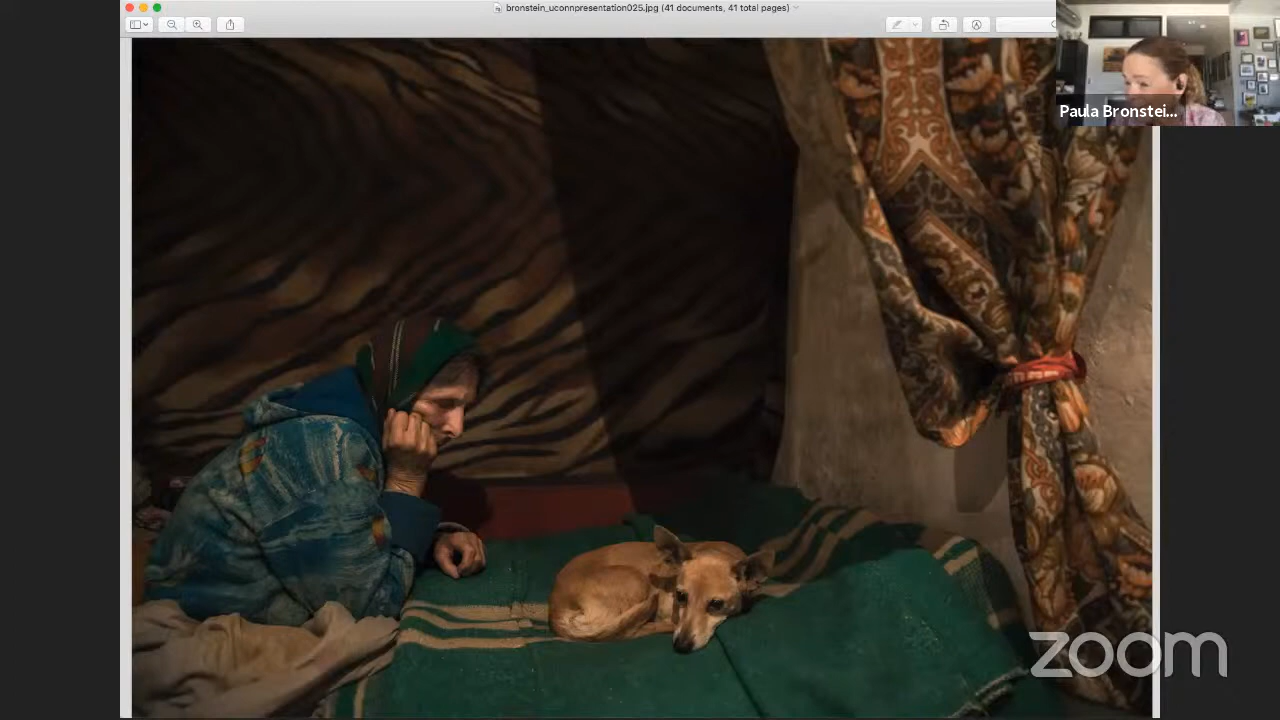 bronstein_uconnpresentation025.jpg (41 documents, 41 total pages)
Paula Bronstei...
zoom